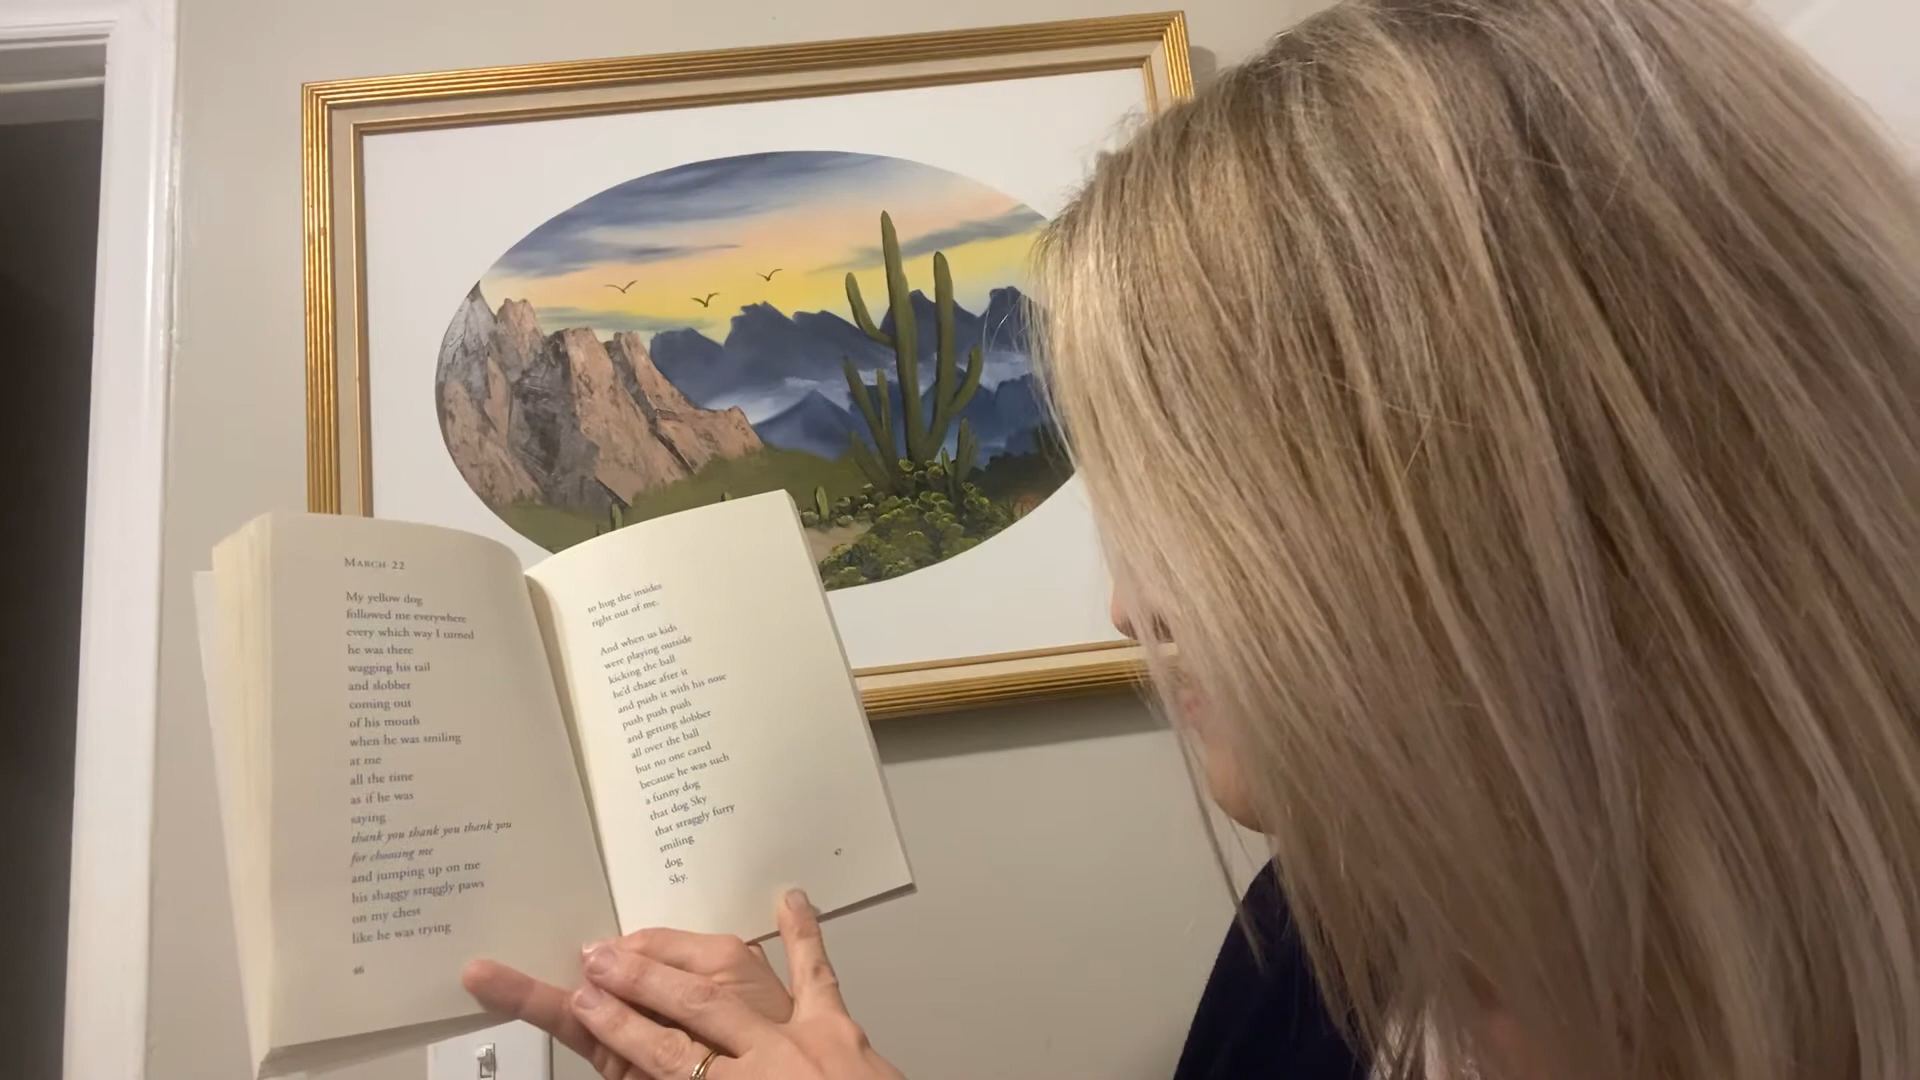 MARCH 22
My yellow dog
followed me everywhere
every which way I turned
he was there
wagging his tail
and slobber
coming out
of his mouth
when he was smiling
at me
all the time
as if he was
saying
thank you thank you thank you
for choosing me
and jumping up on me
his shaggy straggly paws
on my chest
like he was trying
46
to hug the insides
right out of me.
And when us kids
were playing outside
kicking the ball
he'd chase after it
and push it with his nose
push push push
and getting slobber
all over the ball
but no one cared
because he was such
a funny dog
that dog Sky
that straggly furry
smiling
dog
Sky.
47